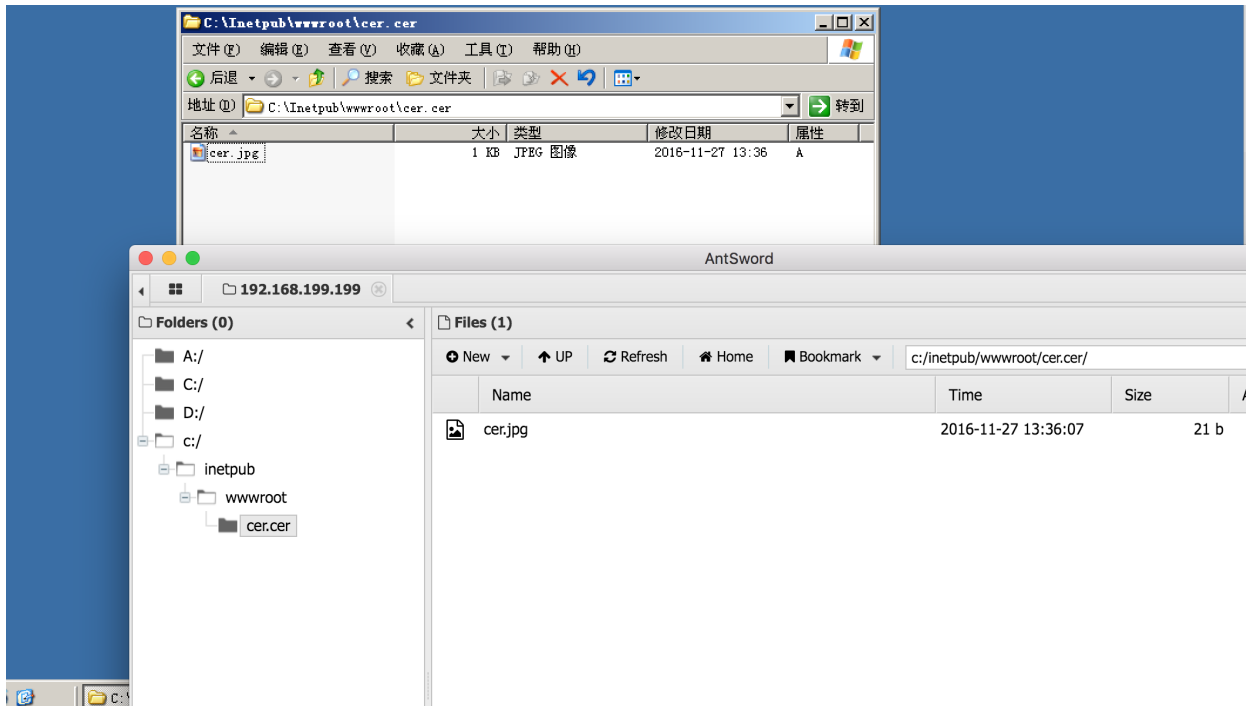 C:\Inetpub\wwwroot\cer.cer
文件(F) 编辑(E) 查看(V) 收藏(A) 工具(T) 帮助(H)
后退 搜索 文件夹
地址(D) C:\Inetpub\wwwroot\cer.cer 转到
名称 大小 类型 修改日期 属性
cer.jpg 1 KB JPEG 图像 2016-11-27 13:36 A
AntSword
192.168.199.199
Folders (0)
A:/
C:/
D:/
c:/
inetpub
wwwroot
cer.cer
Files (1)
New UP Refresh Home Bookmark c:/inetpub/wwwroot/cer.cer/
Name Time Size
cer.jpg 2016-11-27 13:36:07 21 b
C:\